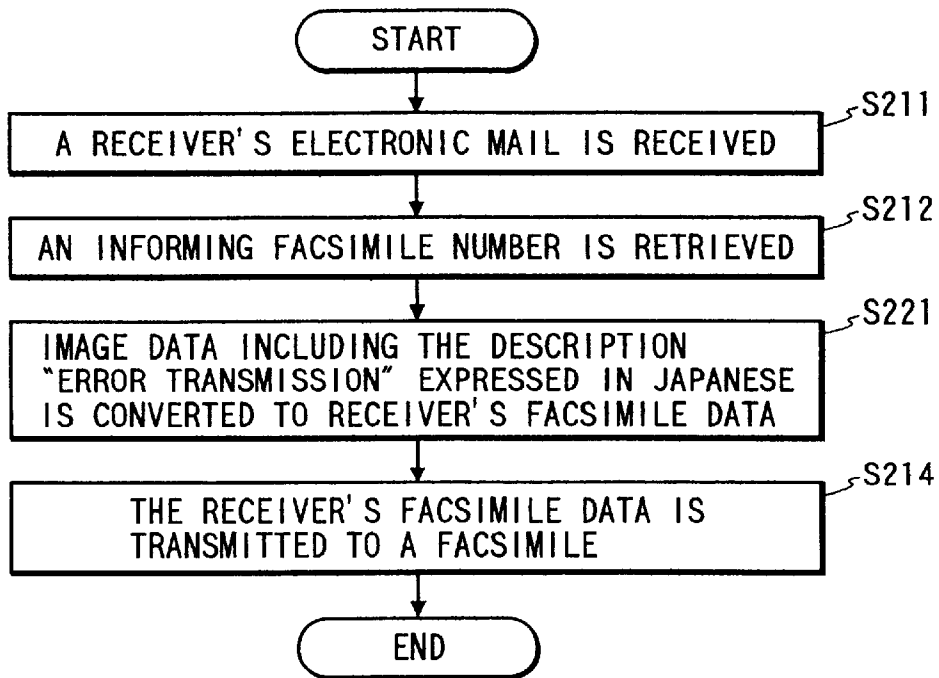 START
S211
A RECEIVER'S ELECTRONIC MAIL IS RECEIVED
S212
AN INFORMING FACSIMILE NUMBER IS RETRIEVED
S221
IMAGE DATA INCLUDING THE DESCRIPTION
"ERROR TRANSMISSION" EXPRESSED IN JAPANESE
IS CONVERTED TO RECEIVER'S FACSIMILE DATA
S214
THE RECEIVER'S FACSIMILE DATA IS
TRANSMITTED TO A FACSIMILE
END